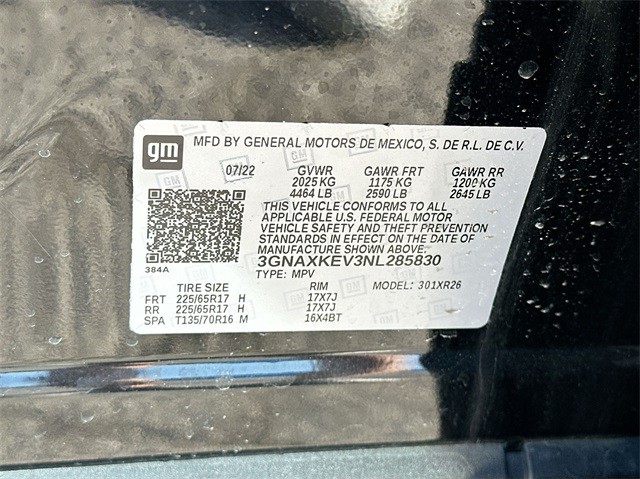 gm
MFD BY GENERAL MOTORS DE MEXICO, S. DE R.L. DE C.V.
07/22 GVWR GAWR FRT GAWR RR
2025 KG 1175 KG 1200 KG
4464 LB 2590 LB 2645 LB
THIS VEHICLE CONFORMS TO ALL
APPLICABLE U.S. FEDERAL MOTOR
VEHICLE SAFETY AND THEFT PREVENTION
STANDARDS IN EFFECT ON THE DATE OF
MANUFACTURE SHOWN ABOVE.
384A 3GNAXKEV3NL285830
TYPE: MPV MODEL: 301XR26
TIRE SIZE RIM
FRT 225/65R17 H 17X7J
RR 225/65R17 H 17X7J
SPA T135/70R16 M 16X4BT